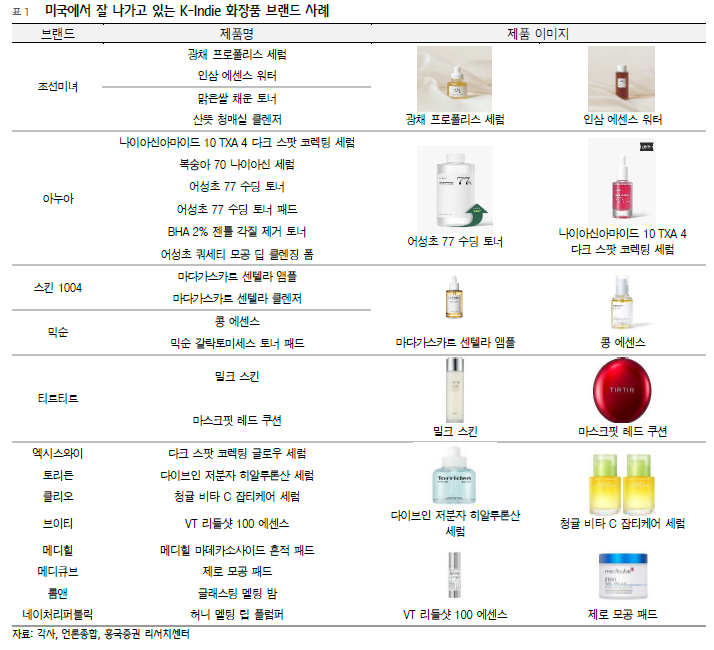 표 1 미국에서 잘 나가고 있는 K-Indie 화장품 브랜드 사례
브랜드 제품명 제품 이미지
조선미녀
광채 프로폴리스 세럼
인삼 에센스 워터
맑은쌀 채운 토너
산뜻 청매실 클렌저
광채 프로폴리스 세럼
인삼 에센스 워터
아누아
나이아신아마이드 10 TXA 4 다크 스팟 코렉팅 세럼
복숭아 70 나이아신 세럼
어성초 77 수딩 토너
어성초 77 수딩 토너 패드
BHA 2% 젠틀 각질 제거 토너
어성초 쿼세티 모공 딥 클렌징 폼
77
어성초 77 수딩 토너
나이아신아마이드 10 TXA 4
다크 스팟 코렉팅 세럼
스킨 1004
마다가스카르 센텔라 앰플
마다가스카르 센텔라 클렌저
믹순
콩 에센스
믹순 갈락토미세스 토너 패드
마다가스카르 센텔라 앰플
콩 에센스
티르티르
밀크 스킨
마스크핏 레드 쿠션
TIRTIR
TIRTIR
밀크 스킨
마스크핏 레드 쿠션
엑시스와이 다크 스팟 코렉팅 글로우 세럼
토리든 다이브인 저분자 히알루론산 세럼
클리오 청귤 비타 C 잡티케어 세럼
브이티 VT 리들샷 100 에센스
메디힐 메디힐 마데카소사이드 흔적 패드
메디큐브 제로 모공 패드
롬앤 글래스팅 멜팅 밤
네이처리퍼블릭 허니 멜팅 립 플럼퍼
Torriden
다이브인 저분자 히알루론산
세럼
청귤 비타 C 잡티케어 세럼
medicube
VT 리들샷 100 에센스
제로 모공 패드
자료: 각사, 언론종합, 흥국증권 리서치센터